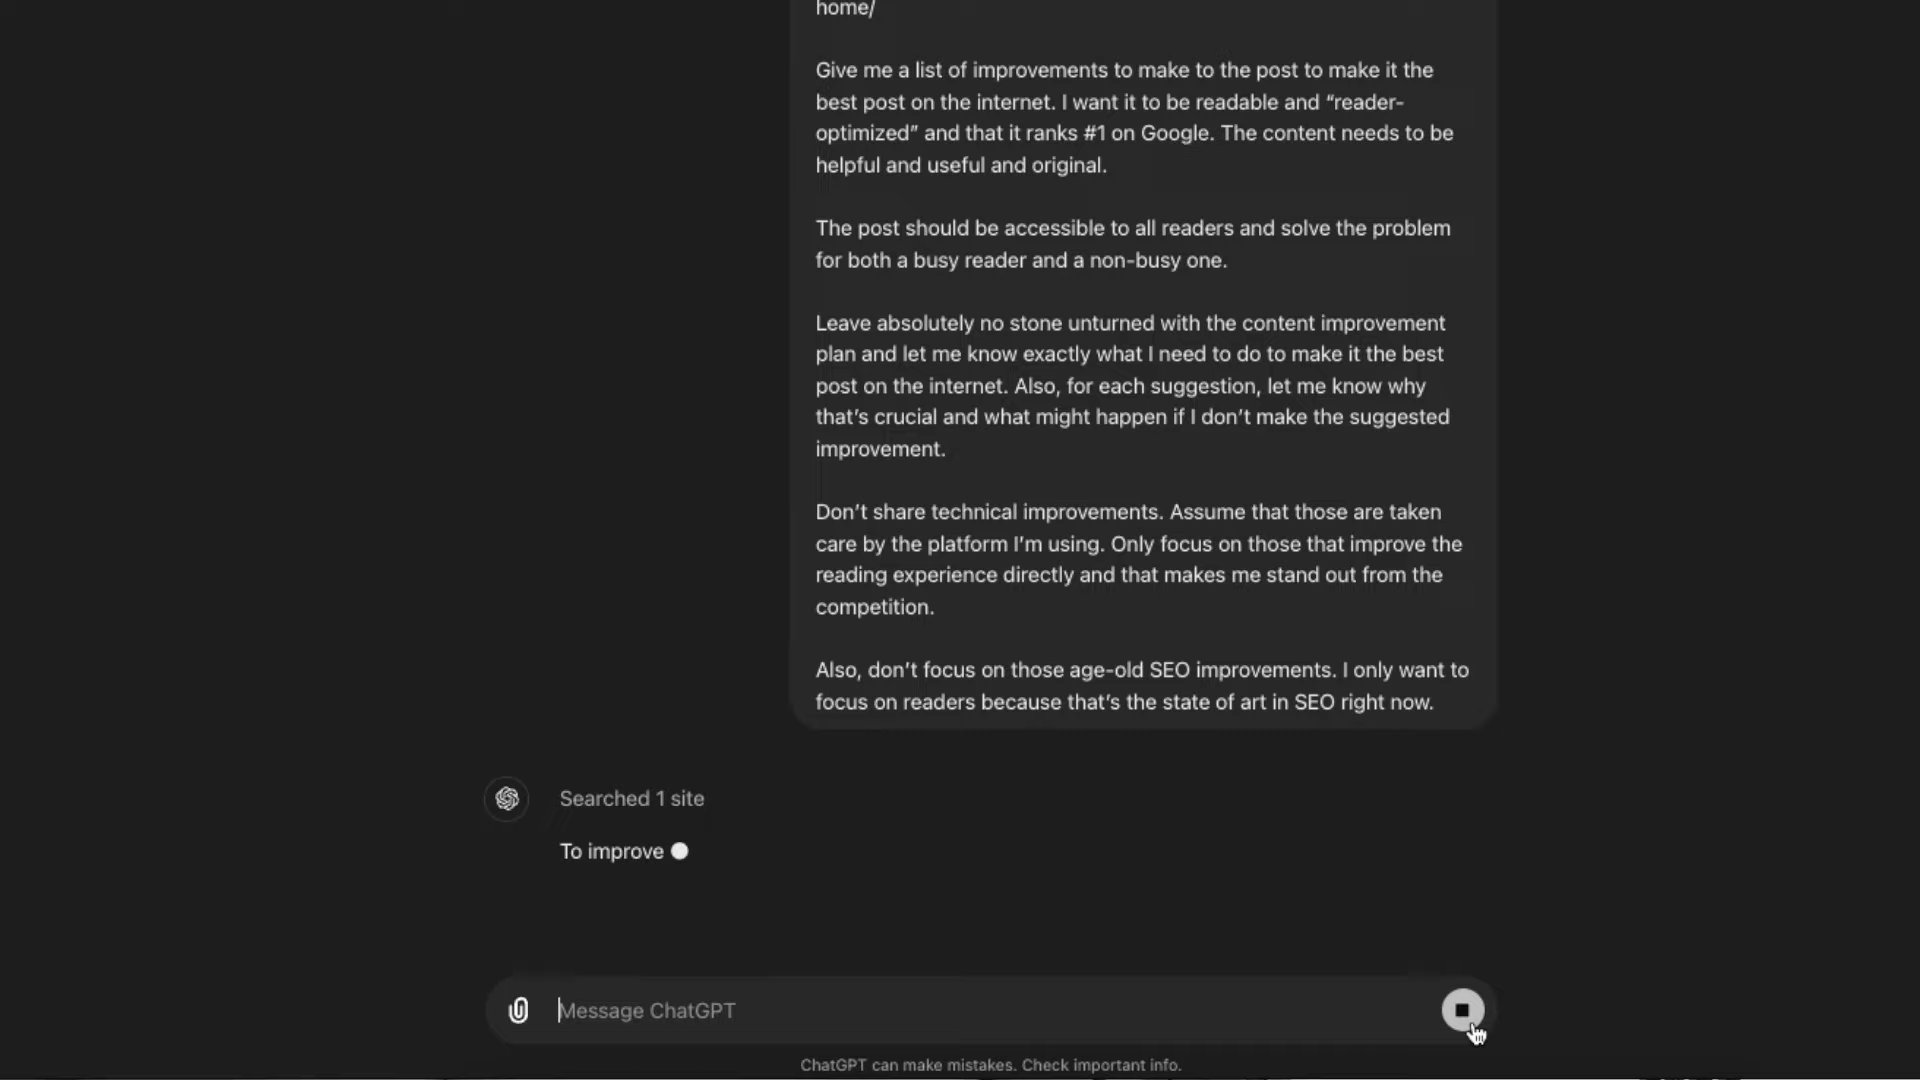 home/
Give me a list of improvements to make to the post to make it the
best post on the internet. I want it to be readable and “reader-
optimized” and that it ranks #1 on Google. The content needs to be
helpful and useful and original.
The post should be accessible to all readers and solve the problem
for both a busy reader and a non-busy one.
Leave absolutely no stone unturned with the content improvement
plan and let me know exactly what I need to do to make it the best
post on the internet. Also, for each suggestion, let me know why
that’s crucial and what might happen if I don’t make the suggested
improvement.
Don’t share technical improvements. Assume that those are taken
care by the platform I’m using. Only focus on those that improve the
reading experience directly and that makes me stand out from the
competition.
Also, don’t focus on those age-old SEO improvements. I only want to
focus on readers because that’s the state of art in SEO right now.
Searched 1 site
To improve
Message ChatGPT
ChatGPT can make mistakes. Check important info.